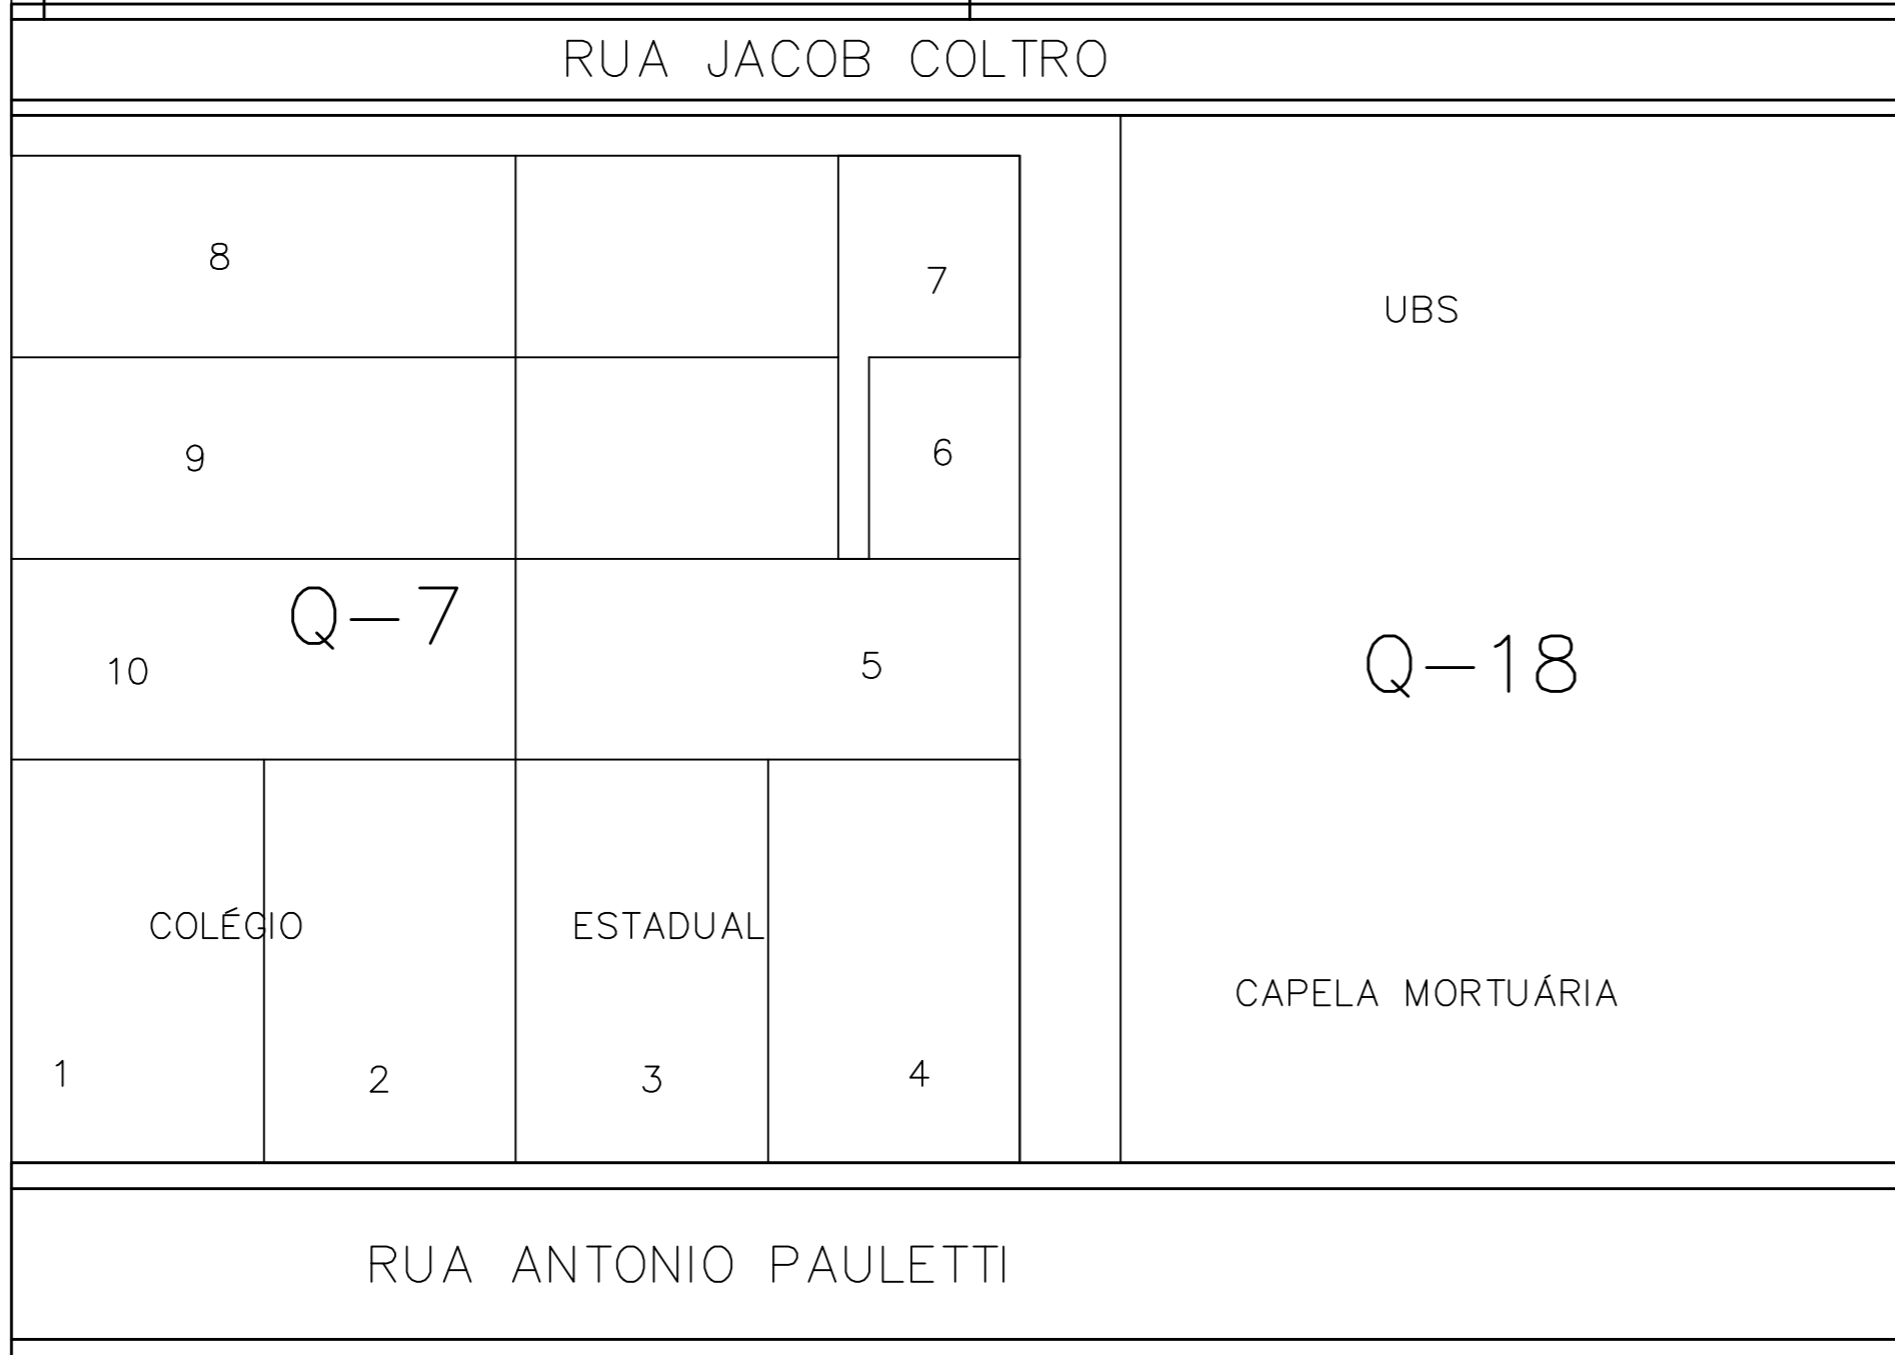 RUA JACOB COLTRO
8
7
UBS
9
6
Q-7
10
5
Q-18
COLÉGIO ESTADUAL
CAPELA MORTUÁRIA
1
2
3
4
RUA ANTONIO PAULETTI